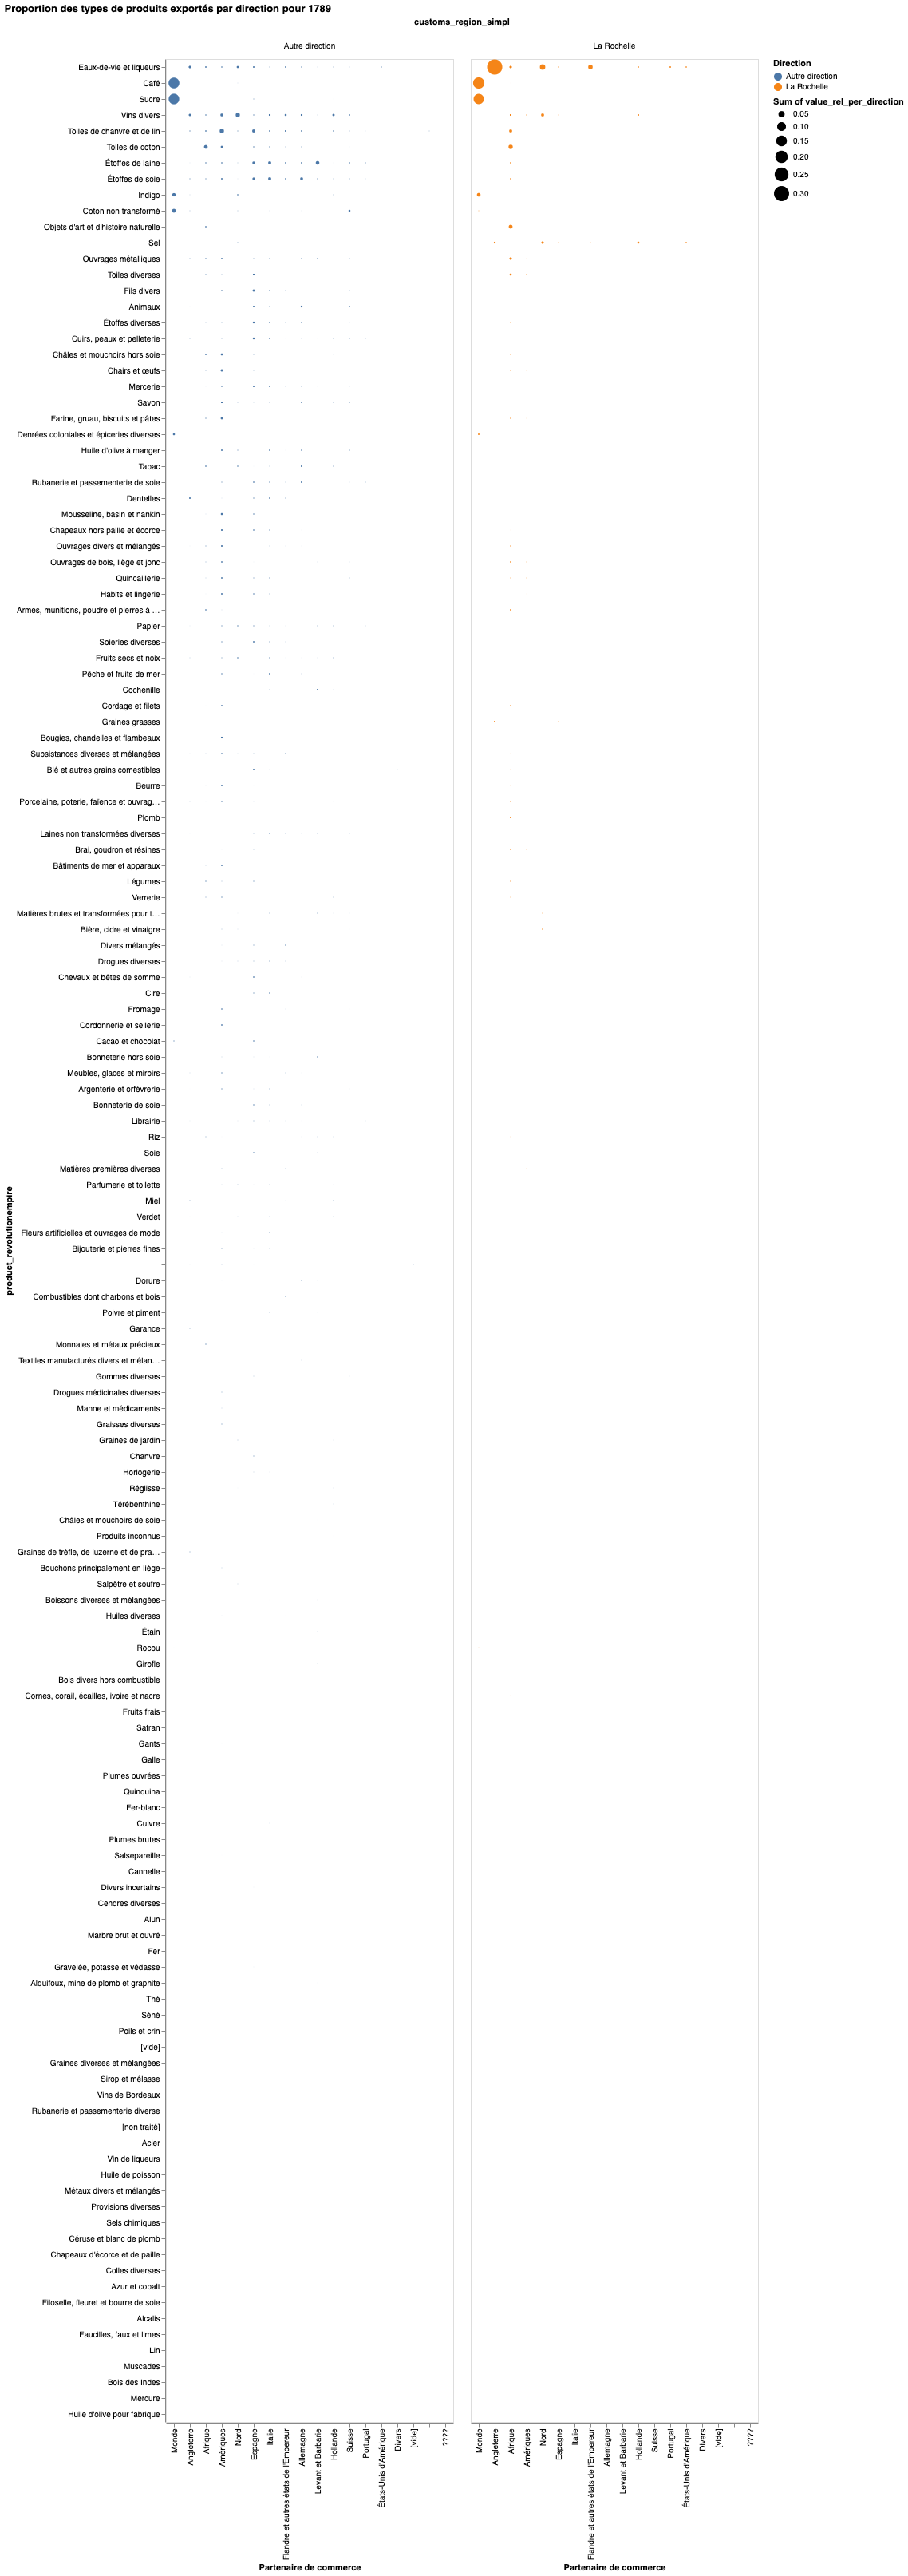 Proportion des types de produits exportés par direction pour 1789
customs_region_simpl
Autre direction
La Rochelle
Direction
Autre direction
La Rochelle
Sum of value_rel_per_direction
0.05
0.10
0.15
0.20
0.25
0.30
product_revolutionempire
Eaux-de-vie et liqueurs
Café
Sucre
Vins divers
Toiles de chanvre et de lin
Toiles de coton
Étoffes de laine
Étoffes de soie
Indigo
Coton non transformé
Objets d'art et d'histoire naturelle
Sel
Ouvrages métalliques
Toiles diverses
Fils divers
Animaux
Étoffes diverses
Cuirs, peaux et pelleterie
Châles et mouchoirs hors soie
Chairs et œufs
Mercerie
Savon
Farine, gruau, biscuits et pâtes
Denrées coloniales et épiceries diverses
Huile d'olive à manger
Tabac
Rubanerie et passementerie de soie
Dentelles
Mousseline, basin et nankin
Chapeaux hors paille et écorce
Ouvrages divers et mélangés
Ouvrages de bois, liège et jonc
Quincaillerie
Habits et lingerie
Armes, munitions, poudre et pierres à …
Papier
Soieries diverses
Fruits secs et noix
Pêche et fruits de mer
Cochenille
Cordage et filets
Graines grasses
Bougies, chandelles et flambeaux
Subsistances diverses et mélangées
Blé et autres grains comestibles
Beurre
Porcelaine, poterie, faïence et ouvrag…
Plomb
Laines non transformées diverses
Brai, goudron et résines
Bâtiments de mer et apparaux
Légumes
Verrerie
Matières brutes et transformées pour t…
Bière, cidre et vinaigre
Divers mélangés
Drogues diverses
Chevaux et bêtes de somme
Cire
Fromage
Cordonnerie et sellerie
Cacao et chocolat
Bonneterie hors soie
Meubles, glaces et miroirs
Argenterie et orfèvrerie
Bonneterie de soie
Librairie
Riz
Soie
Matières premières diverses
Parfumerie et toilette
Miel
Verdet
Fleurs artificielles et ouvrages de mode
Bijouterie et pierres fines
Dorure
Combustibles dont charbons et bois
Poivre et piment
Garance
Monnaies et métaux précieux
Textiles manufacturés divers et mélan…
Gommes diverses
Drogues médicinales diverses
Manne et médicaments
Graisses diverses
Graines de jardin
Chanvre
Horlogerie
Réglisse
Térébenthine
Châles et mouchoirs de soie
Produits inconnus
Graines de trèfle, de luzerne et de pra…
Bouchons principalement en liège
Salpêtre et soufre
Boissons diverses et mélangées
Huiles diverses
Étain
Rocou
Girofle
Bois divers hors combustible
Cornes, corail, écailles, ivoire et nacre
Fruits frais
Safran
Gants
Galle
Plumes ouvrées
Quinquina
Fer-blanc
Cuivre
Plumes brutes
Salsepareille
Cannelle
Divers incertains
Cendres diverses
Alun
Marbre brut et ouvré
Fer
Gravelée, potasse et védasse
Alquifoux, mine de plomb et graphite
Thé
Séné
Poils et crin
[vide]
Graines diverses et mélangées
Sirop et mélasse
Vins de Bordeaux
Rubanerie et passementerie diverse
[non traité]
Acier
Vin de liqueurs
Huile de poisson
Métaux divers et mélangés
Provisions diverses
Sels chimiques
Céruse et blanc de plomb
Chapeaux d'écorce et de paille
Colles diverses
Azur et cobalt
Filoselle, fleuret et bourre de soie
Alcalis
Faucilles, faux et limes
Lin
Muscades
Bois des Indes
Mercure
Huile d'olive pour fabrique
Monde
Angleterre
Afrique
Amériques
Nord
Espagne
Italie
Flandre et autres états de l'Empereur
Allemagne
Levant et Barbarie
Hollande
Suisse
Portugal
États-Unis d'Amérique
Divers
[vide]
????
Monde
Angleterre
Afrique
Amériques
Nord
Espagne
Italie
Flandre et autres états de l'Empereur
Allemagne
Levant et Barbarie
Hollande
Suisse
Portugal
États-Unis d'Amérique
Divers
[vide]
????
Partenaire de commerce
Partenaire de commerce